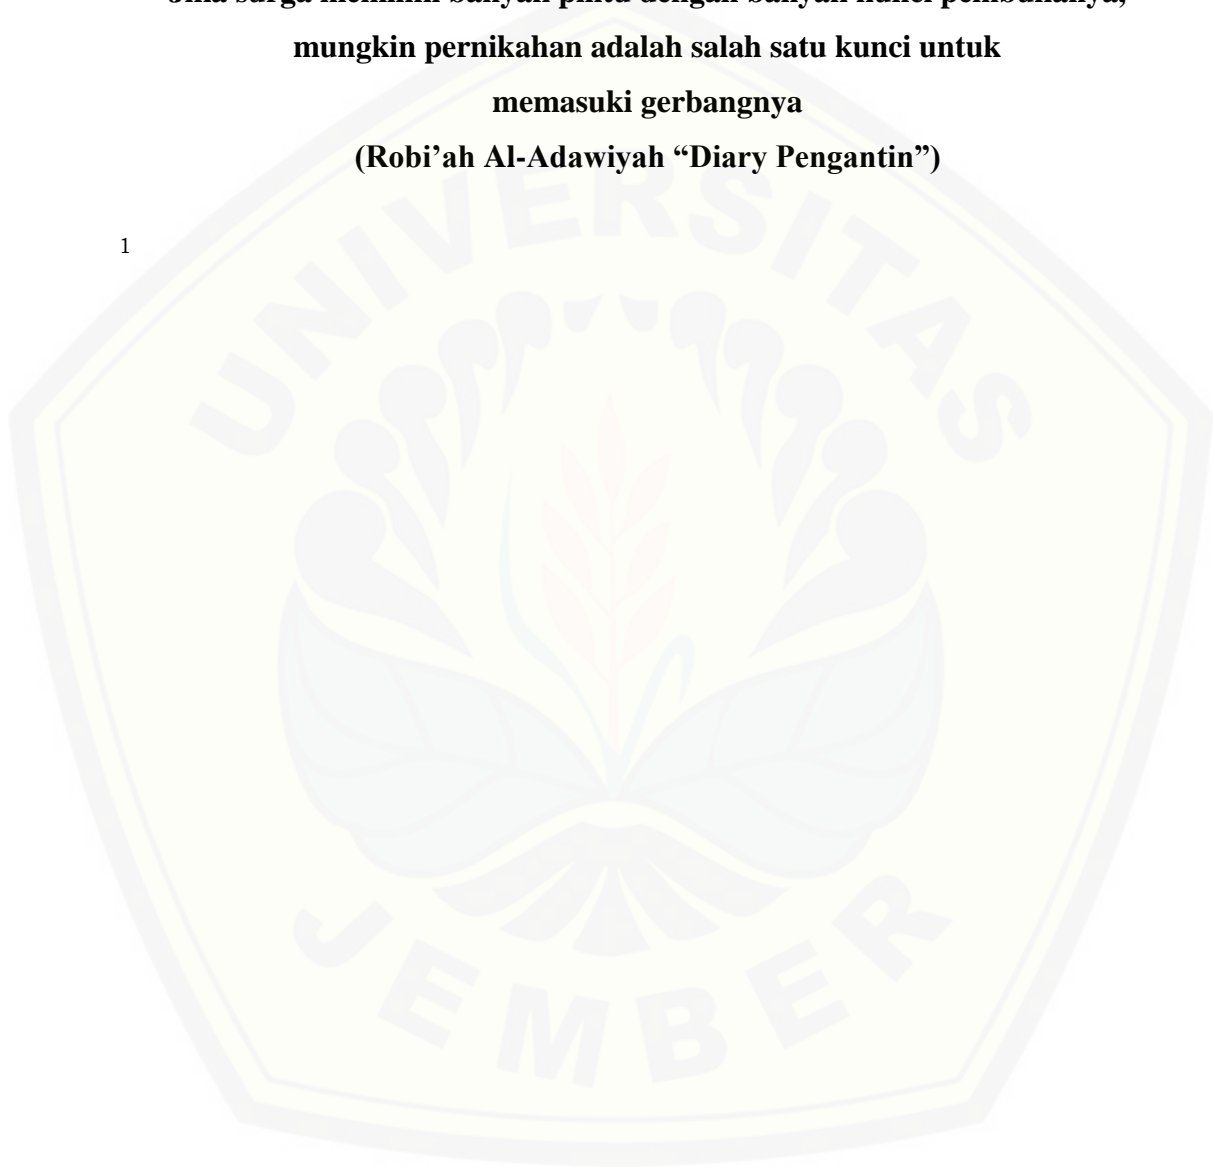 mungkin pernikahan adalah salah satu kunci untuk
memasuki gerbangnya
(Robi’ah Al-Adawiyah “Diary Pengantin”)
1
UNIVERSITAS
JEMBER